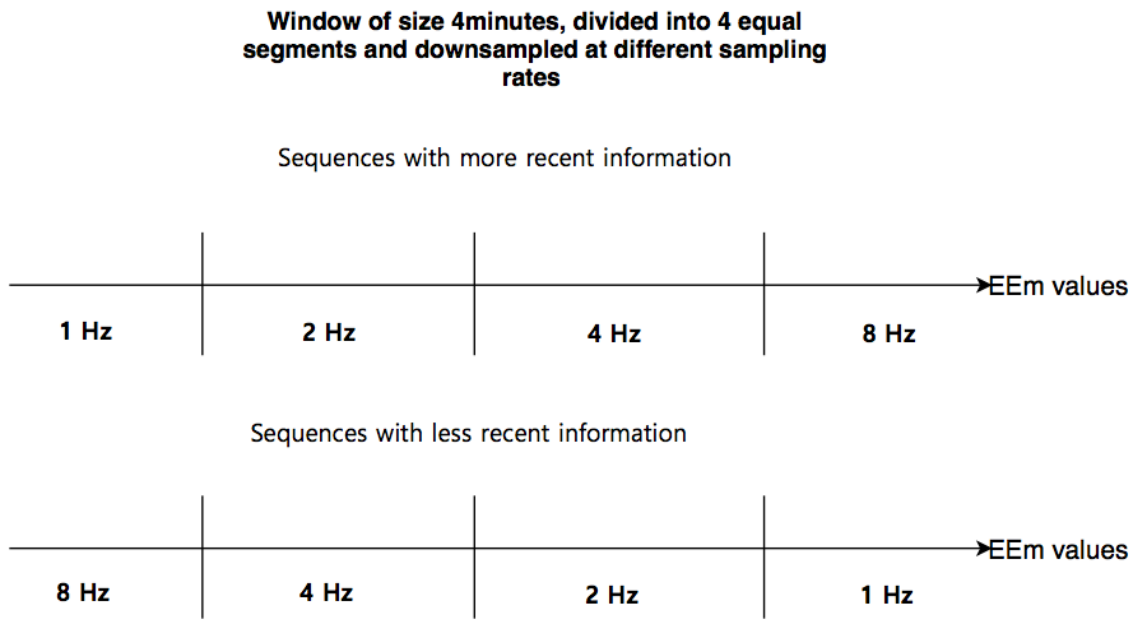 Window of size 4minutes, divided into 4 equal
segments and downsampled at different sampling
rates
Sequences with more recent information
EEm values
1 Hz
2 Hz
4 Hz
8 Hz
Sequences with less recent information
EEm values
8 Hz
4 Hz
2 Hz
1 Hz